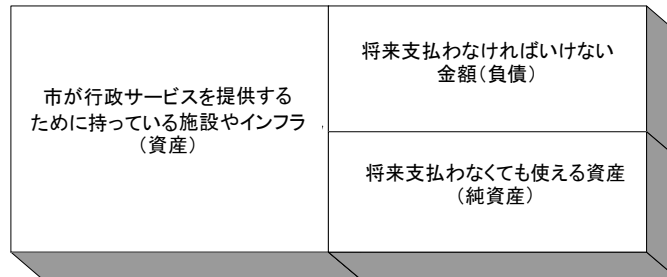 市が行政サービスを提供する
ために持っている施設やインフラ
（資産）
将来支払わなければいけない
金額（負債）
将来支払わなくても使える資産
（純資産）